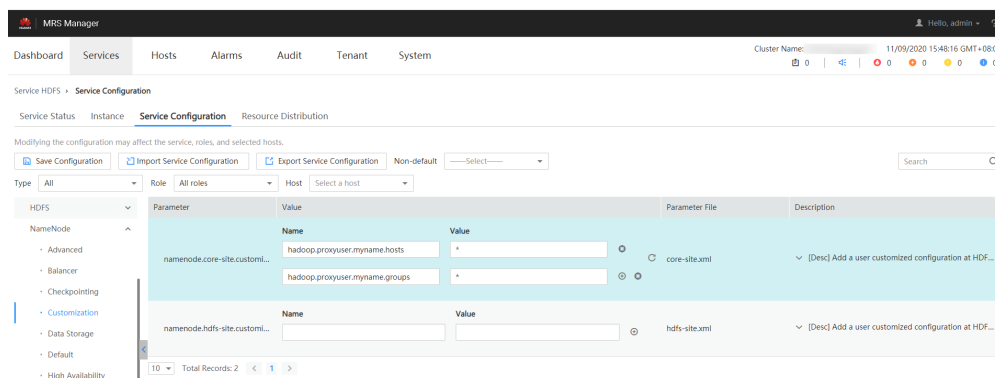 MRS Manager
Hello, admin
Dashboard Services Hosts Alarms Audit Tenant System
Cluster Name: 11/09/2020 15:48:16 GMT+08:0
0 0 0 0 0
Service HDFS › Service Configuration
Service Status Instance Service Configuration Resource Distribution
Modifying the configuration may affect the service, roles, and selected hosts.
Save Configuration Import Service Configuration Export Service Configuration Non-default ——Select—— Search
Type All Role All roles Host Select a host
HDFS Parameter Value Parameter File Description
NameNode Name Value
· Advanced hadoop.proxyuser.myname.hosts *
namenode.core-site.customi... core-site.xml [Desc] Add a user customized configuration at HDF...
· Balancer hadoop.proxyuser.myname.groups *
· Checkpointing
· Customization Name Value
· Data Storage namenode.hdfs-site.customi... hdfs-site.xml [Desc] Add a user customized configuration at HDF...
· Default
· High Availability 10 Total Records: 2 < 1 >